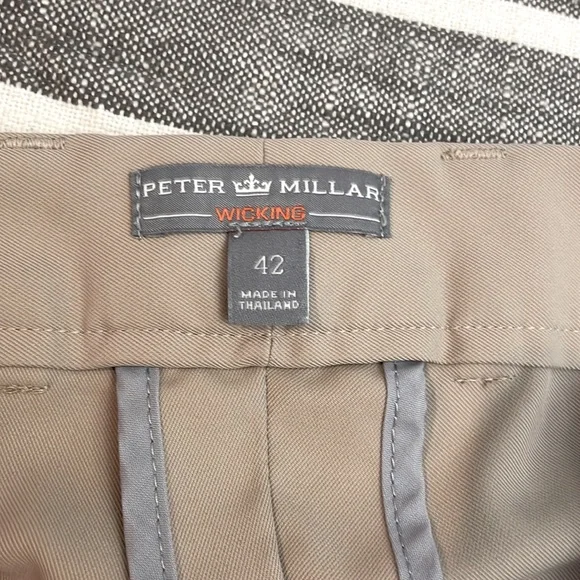 PETER MILLAR
WICKING
42
MADE IN
THAILAND